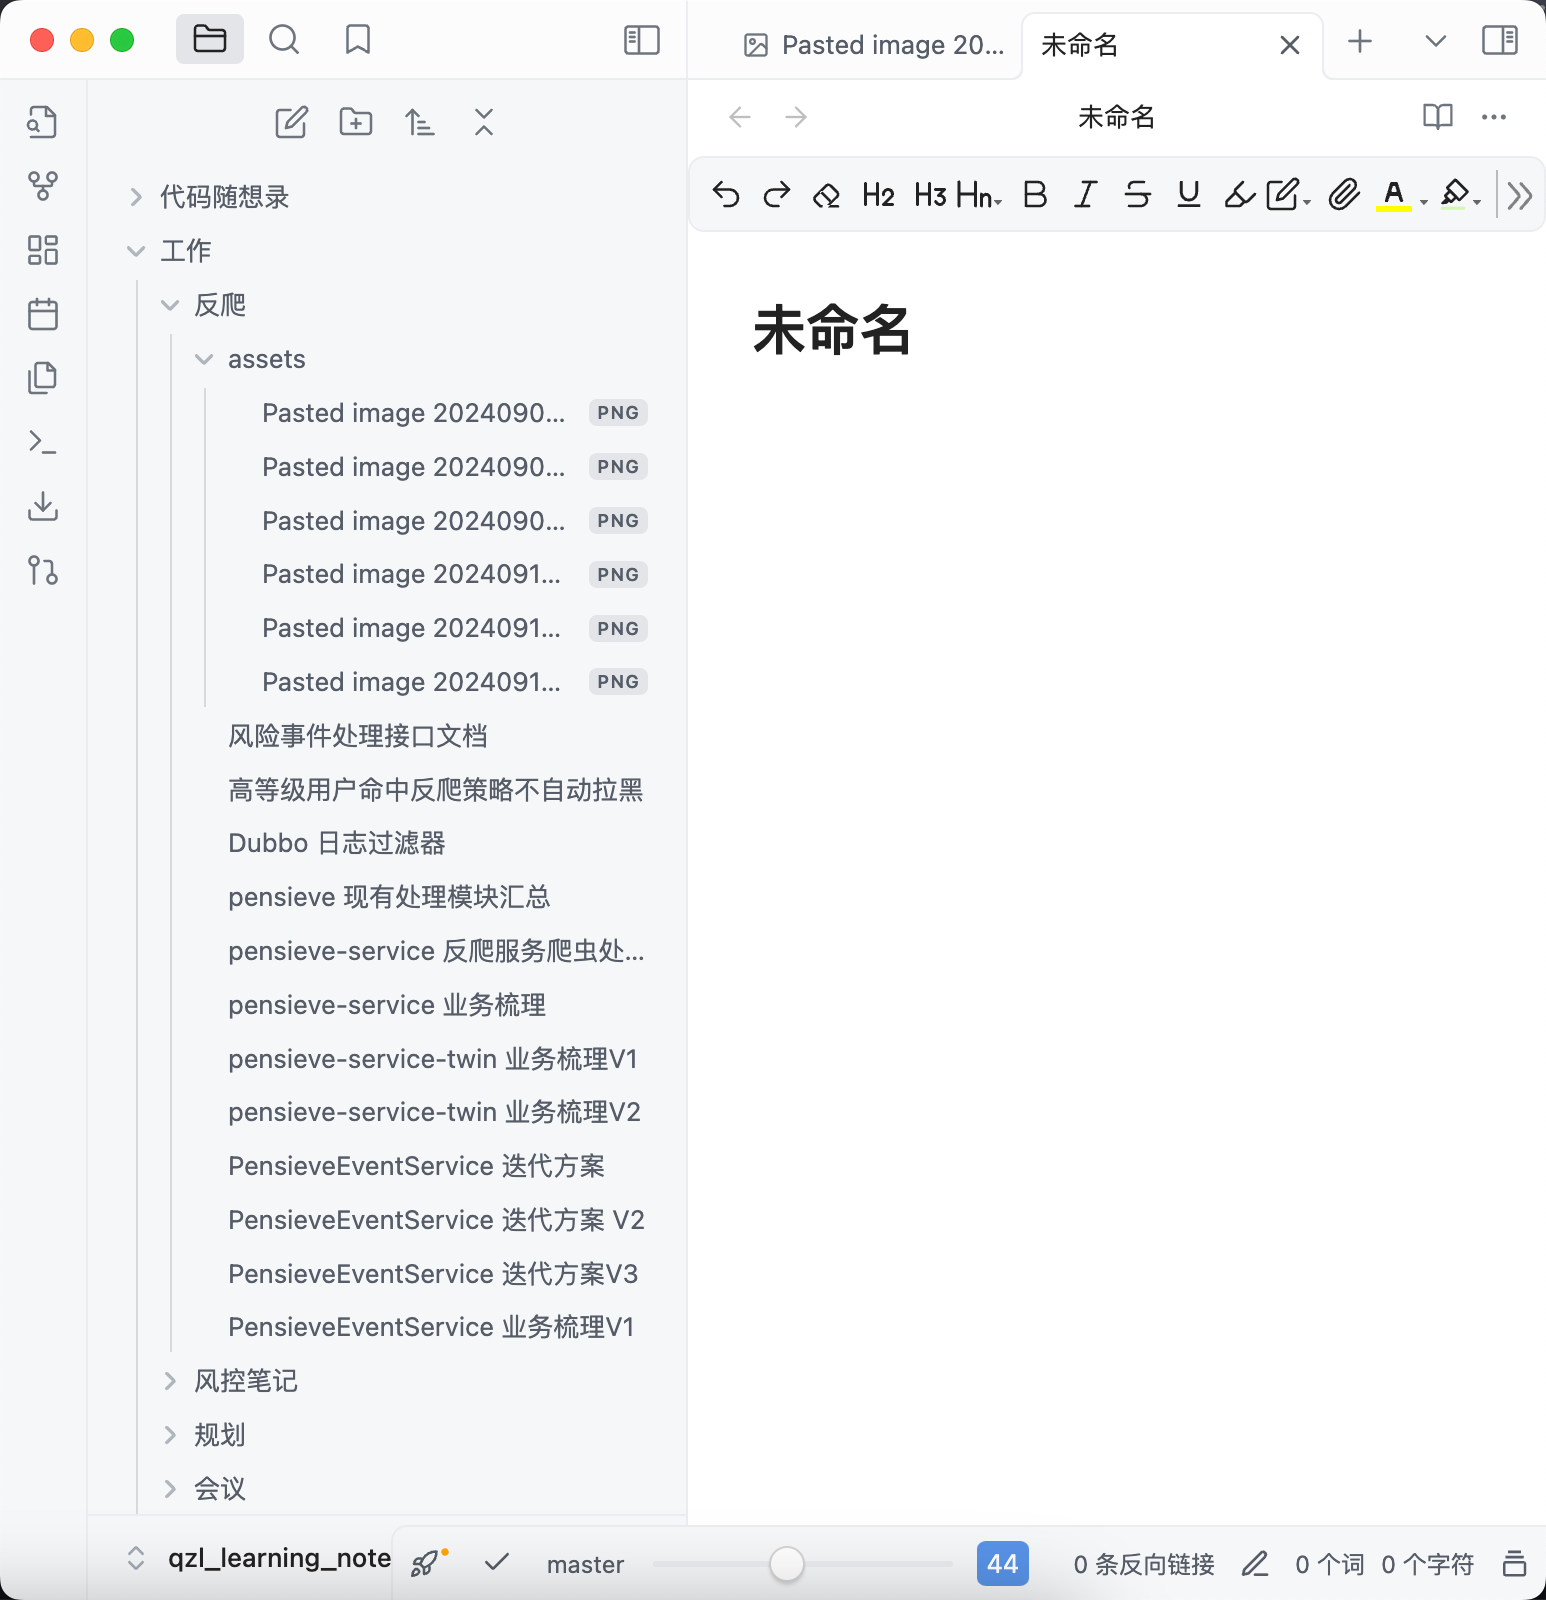 Pasted image 20...
未命名
未命名
H2 H3 Hn B I S U A
代码随想录
工作
反爬
assets
Pasted image 2024090... PNG
Pasted image 2024090... PNG
Pasted image 2024090... PNG
Pasted image 2024091... PNG
Pasted image 2024091... PNG
Pasted image 2024091... PNG
风险事件处理接口文档
高等级用户命中反爬策略不自动拉黑
Dubbo 日志过滤器
pensieve 现有处理模块汇总
pensieve-service 反爬服务爬虫处...
pensieve-service 业务梳理
pensieve-service-twin 业务梳理V1
pensieve-service-twin 业务梳理V2
PensieveEventService 迭代方案
PensieveEventService 迭代方案 V2
PensieveEventService 迭代方案V3
PensieveEventService 业务梳理V1
风控笔记
规划
会议
未命名
qzl_learning_note
master
44
0 条反向链接
0 个词
0 个字符